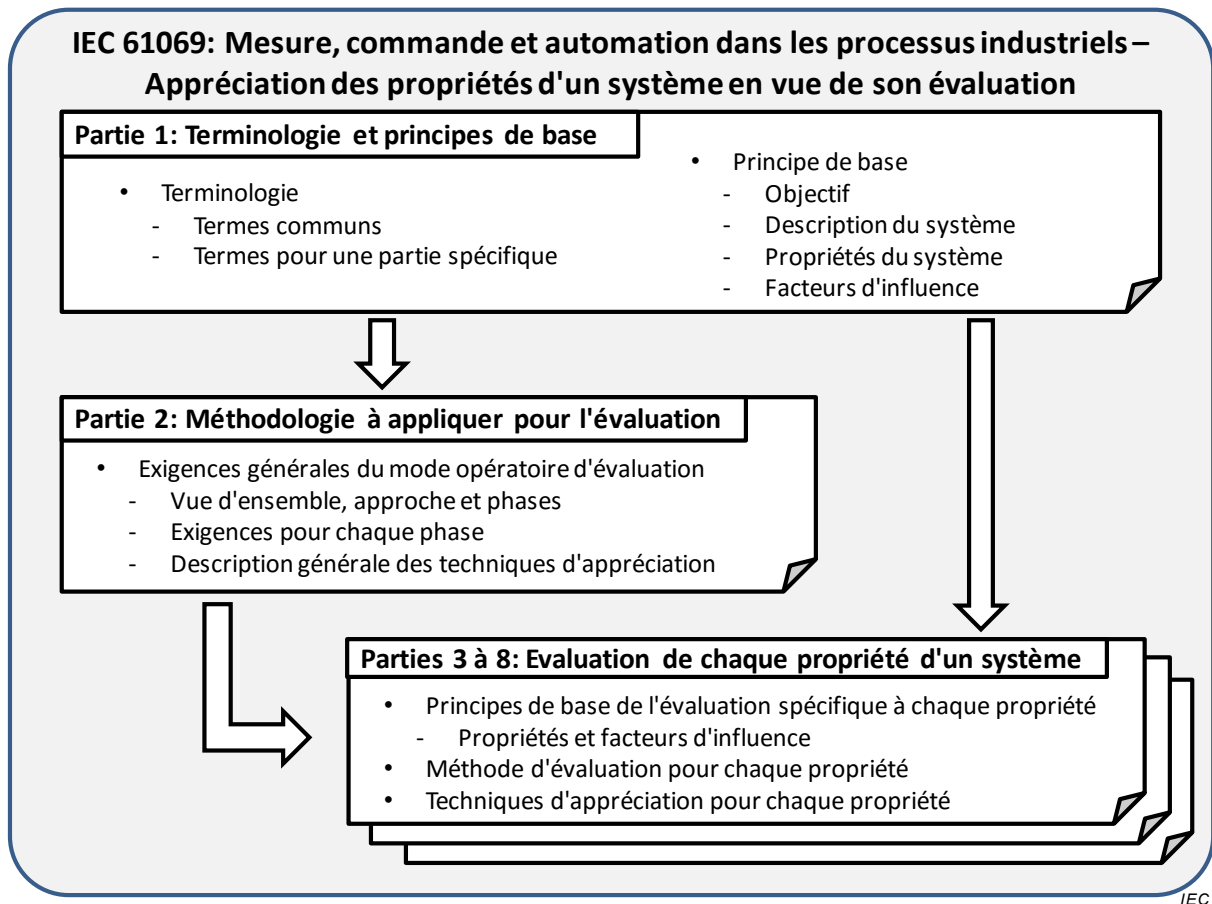 IEC 61069: Mesure, commande et automation dans les processus industriels –
Appréciation des propriétés d'un système en vue de son évaluation
Partie 1: Terminologie et principes de base
• Terminologie
- Termes communs
- Termes pour une partie spécifique
• Principe de base
- Objectif
- Description du système
- Propriétés du système
- Facteurs d'influence
Partie 2: Méthodologie à appliquer pour l'évaluation
• Exigences générales du mode opératoire d'évaluation
- Vue d'ensemble, approche et phases
- Exigences pour chaque phase
- Description générale des techniques d'appréciation
Parties 3 à 8: Evaluation de chaque propriété d'un système
• Principes de base de l'évaluation spécifique à chaque propriété
- Propriétés et facteurs d'influence
• Méthode d'évaluation pour chaque propriété
• Techniques d'appréciation pour chaque propriété
IEC